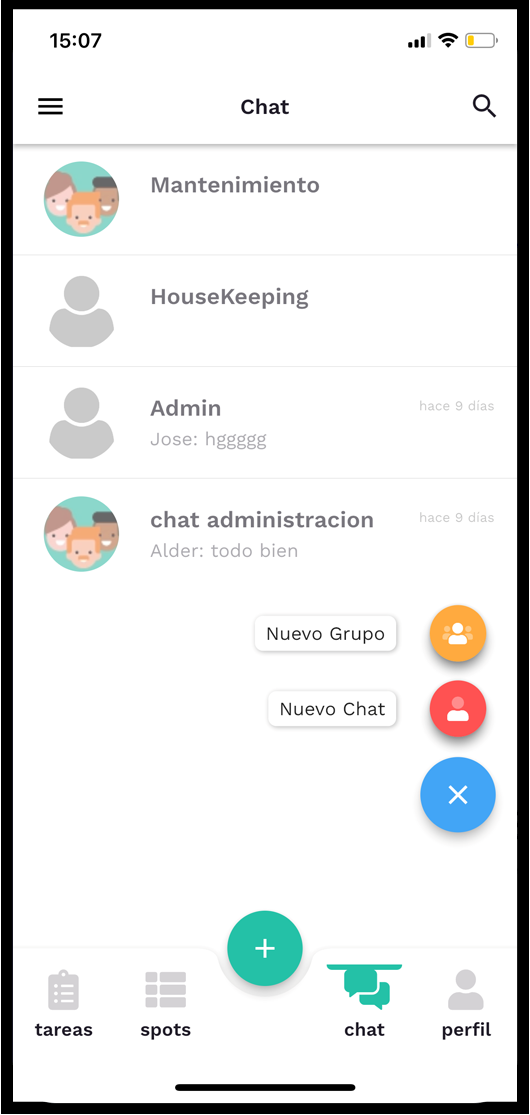 15:07
Chat
Mantenimiento
HouseKeeping
Admin
hace 9 días
Jose: hggggg
chat administracion
hace 9 días
Alder: todo bien
Nuevo Grupo
Nuevo Chat
tareas
spots
chat
perfil